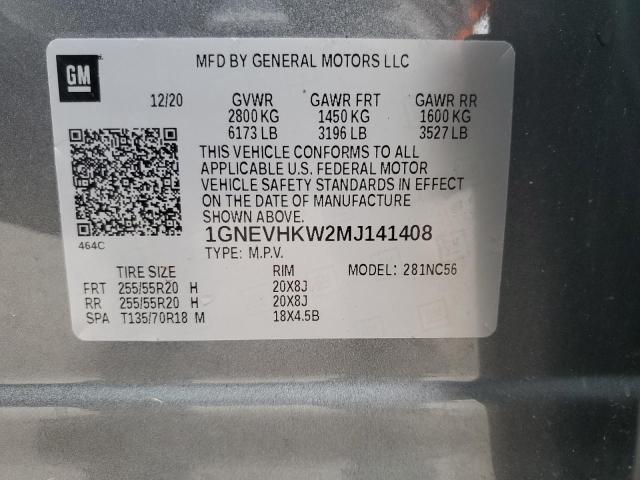 GM
MFD BY GENERAL MOTORS LLC
12/20 GVWR GAWR FRT GAWR RR
2800 KG 1450 KG 1600 KG
6173 LB 3196 LB 3527 LB
THIS VEHICLE CONFORMS TO ALL
APPLICABLE U.S. FEDERAL MOTOR
VEHICLE SAFETY STANDARDS IN EFFECT
ON THE DATE OF MANUFACTURE
SHOWN ABOVE.
464C
1GNEVHKW2MJ141408
TYPE: M.P.V.
TIRE SIZE RIM MODEL: 281NC56
FRT 255/55R20 H 20X8J
RR 255/55R20 H 20X8J
SPA T135/70R18 M 18X4.5B